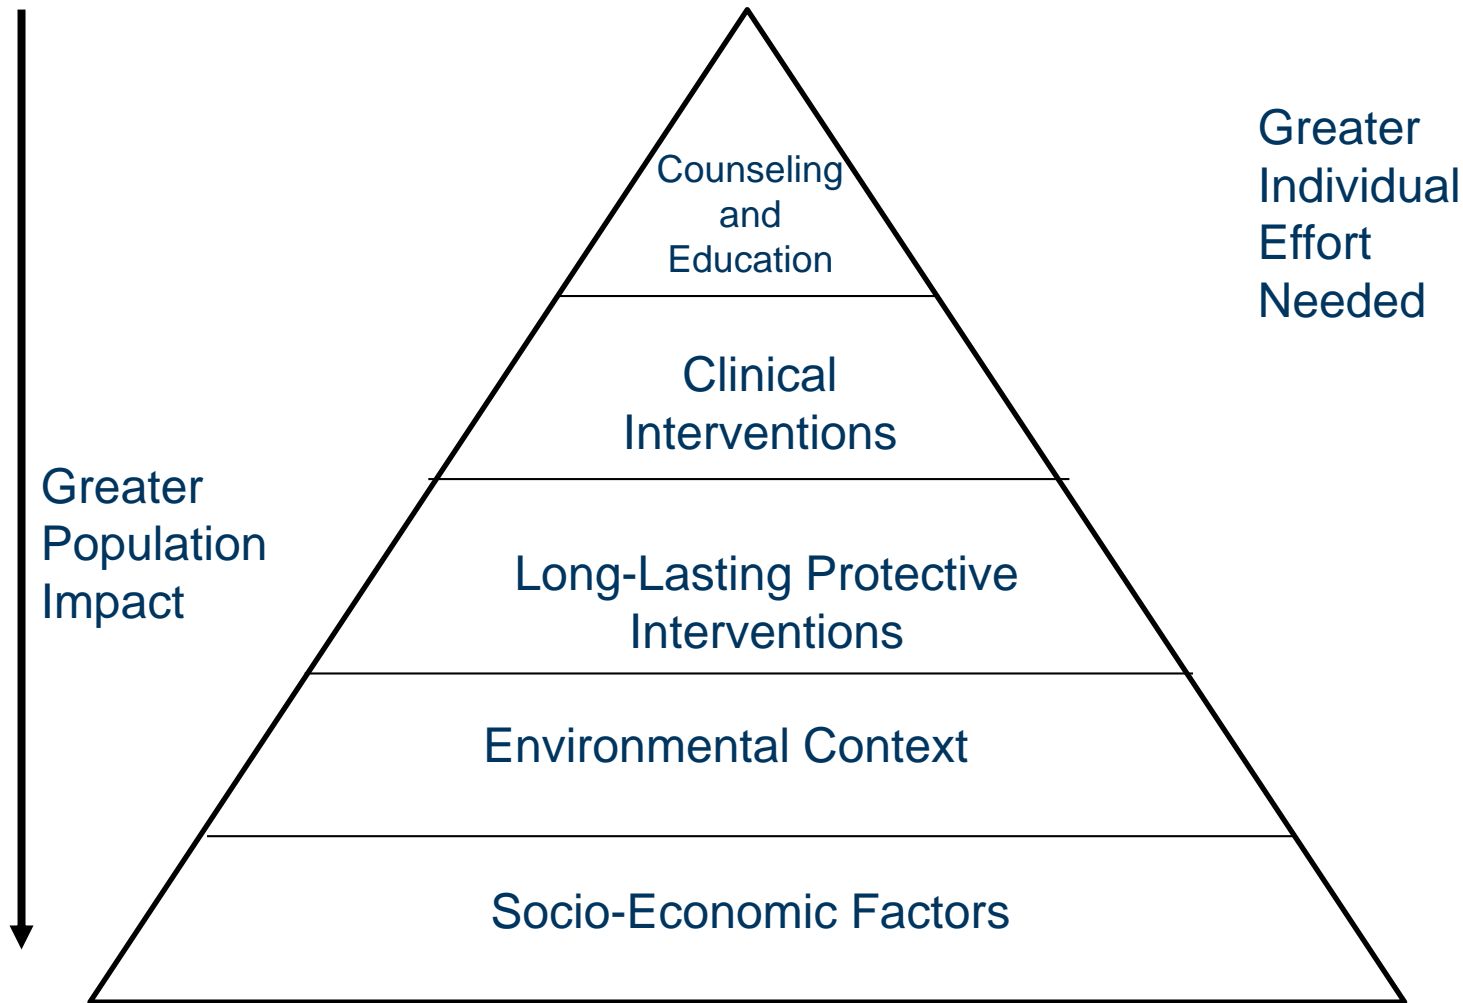 Counseling
and
Education
Greater
Individual
Effort
Needed
Clinical
Interventions
Greater
Population
Impact
Long-Lasting Protective
Interventions
Environmental Context
Socio-Economic Factors